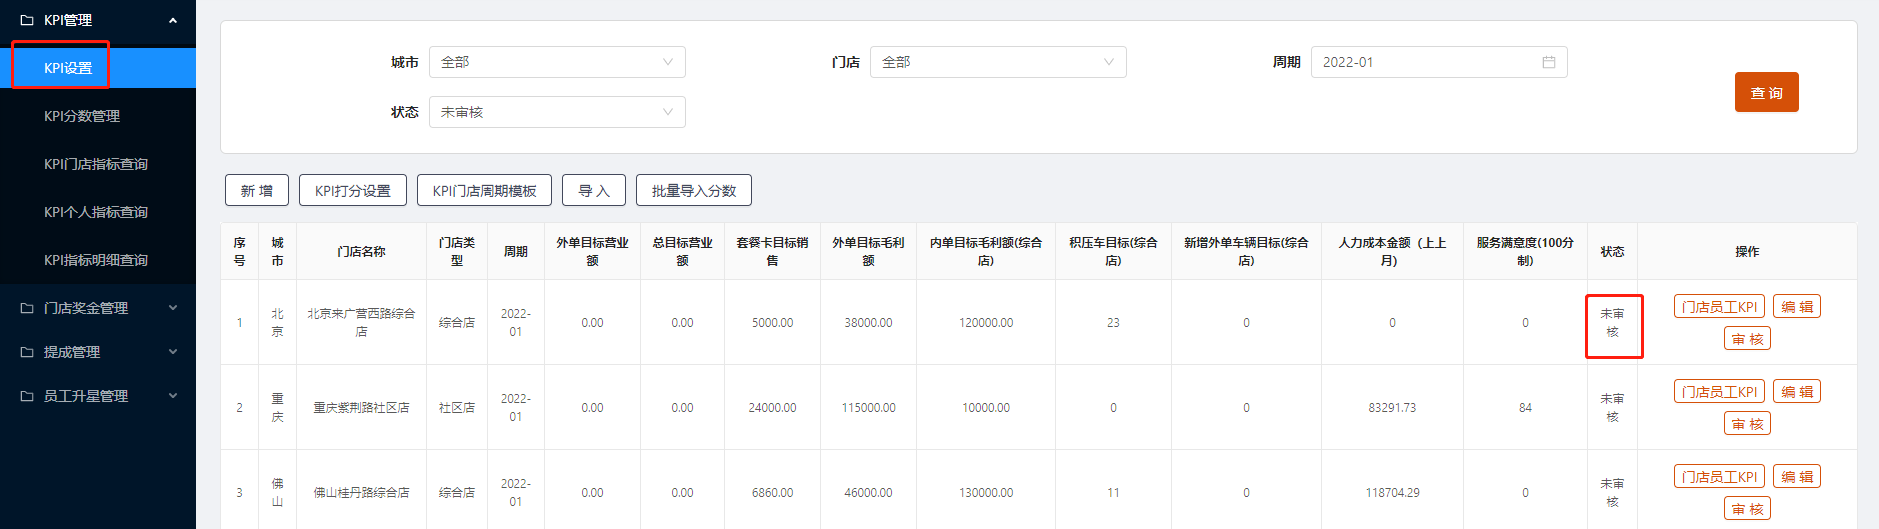 KPI管理
KPI设置
KPI分数管理
KPI门店指标查询
KPI个人指标查询
KPI指标明细查询
门店奖金管理
提成管理
员工升星管理
城市 全部 门店 全部 周期 2022-01
状态 未审核
查 询
新 增 KPI打分设置 KPI门店周期模板 导 入 批量导入分数
序号 城市 门店名称 门店类型 周期 外单目标营业额 总目标营业额 套餐卡目标销售 外单目标毛利额 内单目标毛利额(综合店) 积压车目标(综合店) 新增外单车辆目标(综合店) 人力成本金额（上上月) 服务满意度(100分制) 状态 操作
1 北京 北京来广营西路综合店 综合店 2022-01 0.00 0.00 5000.00 38000.00 120000.00 23 0 0 0 未审核 门店员工KPI 编 辑 审 核
2 重庆 重庆紫荆路社区店 社区店 2022-01 0.00 0.00 24000.00 115000.00 10000.00 0 0 83291.73 84 未审核 门店员工KPI 编 辑 审 核
3 佛山 佛山桂丹路综合店 综合店 2022-01 0.00 0.00 6860.00 46000.00 130000.00 11 0 118704.29 0 未审核 门店员工KPI 编 辑 审 核